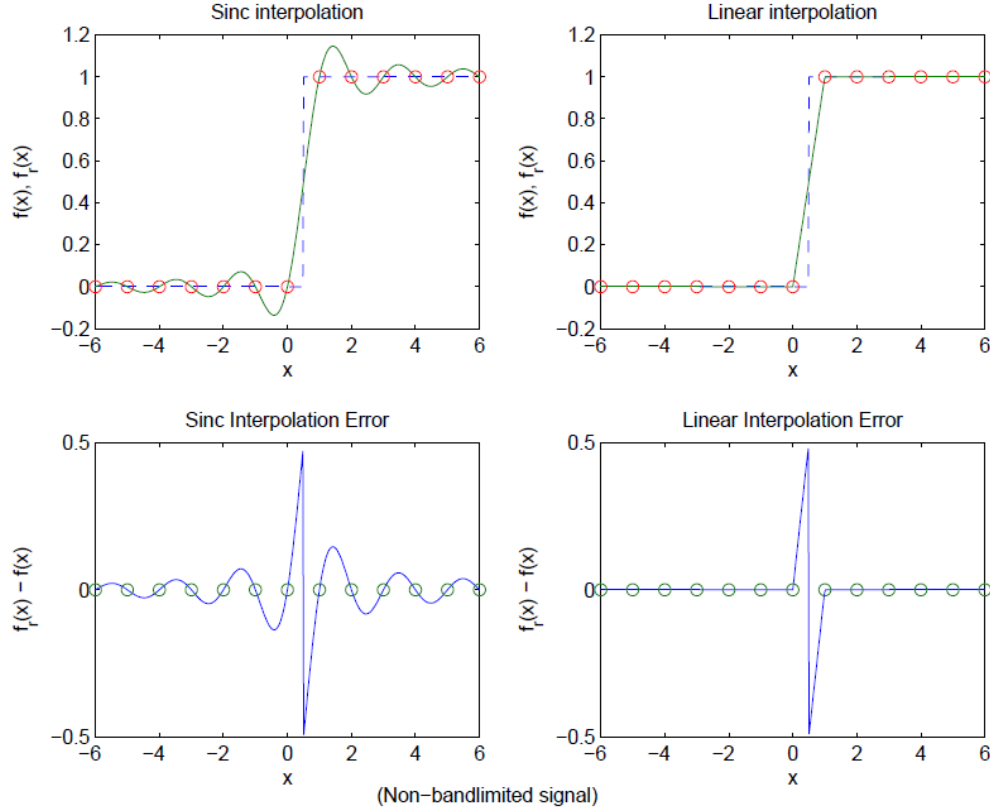 Sinc interpolation
1.2
1
0.8
0.6
0.4
0.2
0
−0.2
f(x), f_r(x)
−6 −4 −2 0 2 4 6
x
Linear interpolation
1.2
1
0.8
0.6
0.4
0.2
0
−0.2
f(x), f_r(x)
−6 −4 −2 0 2 4 6
x
Sinc Interpolation Error
0.5
0
−0.5
f_r(x) − f(x)
−6 −4 −2 0 2 4 6
x
Linear Interpolation Error
0.5
0
−0.5
f_r(x) − f(x)
−6 −4 −2 0 2 4 6
x
(Non−bandlimited signal)